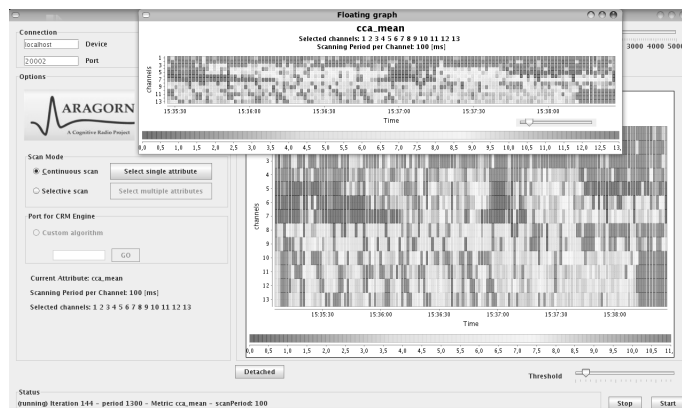 Floating graph
cca_mean
Selected channels: 1 2 3 4 5 6 7 8 9 10 11 12 13
Scanning Period per Channel: 100 [ms]
channels
1
3
5
7
9
11
13
15:35:30 15:36:00 15:36:30 15:37:00 15:37:30 15:38:00
Time
0,0 0,5 1,0 1,5 2,0 2,5 3,0 3,5 4,0 4,5 5,0 5,5 6,0 6,5 7,0 7,5 8,0 8,5 9,0 9,5 10,0 10,5 11,0 11,5 12,0 12,5 13,
Connection
localhost Device
20002 Port
3000 4000 5000
Options
ARAGORN
A Cognitive Radio Project
Scan Mode
Continuous scan Select single attribute
Selective scan Select multiple attributes
Port for CRM Engine
Custom algorithm
GO
Current Attribute: cca_mean
Scanning Period per Channel: 100 [ms]
Selected channels: 1 2 3 4 5 6 7 8 9 10 11 12 13
channels
3
4
5
6
7
8
9
10
11
12
13
15:35:30 15:36:00 15:36:30 15:37:00 15:37:30 15:38:00
Time
0,0 0,5 1,0 1,5 2,0 2,5 3,0 3,5 4,0 4,5 5,0 5,5 6,0 6,5 7,0 7,5 8,0 8,5 9,0 9,5 10,0 10,5 11,
Detached
Threshold
Status
(running) Iteration 144 - period 1300 - Metric: cca_mean - scanPeriod: 100
Stop Start